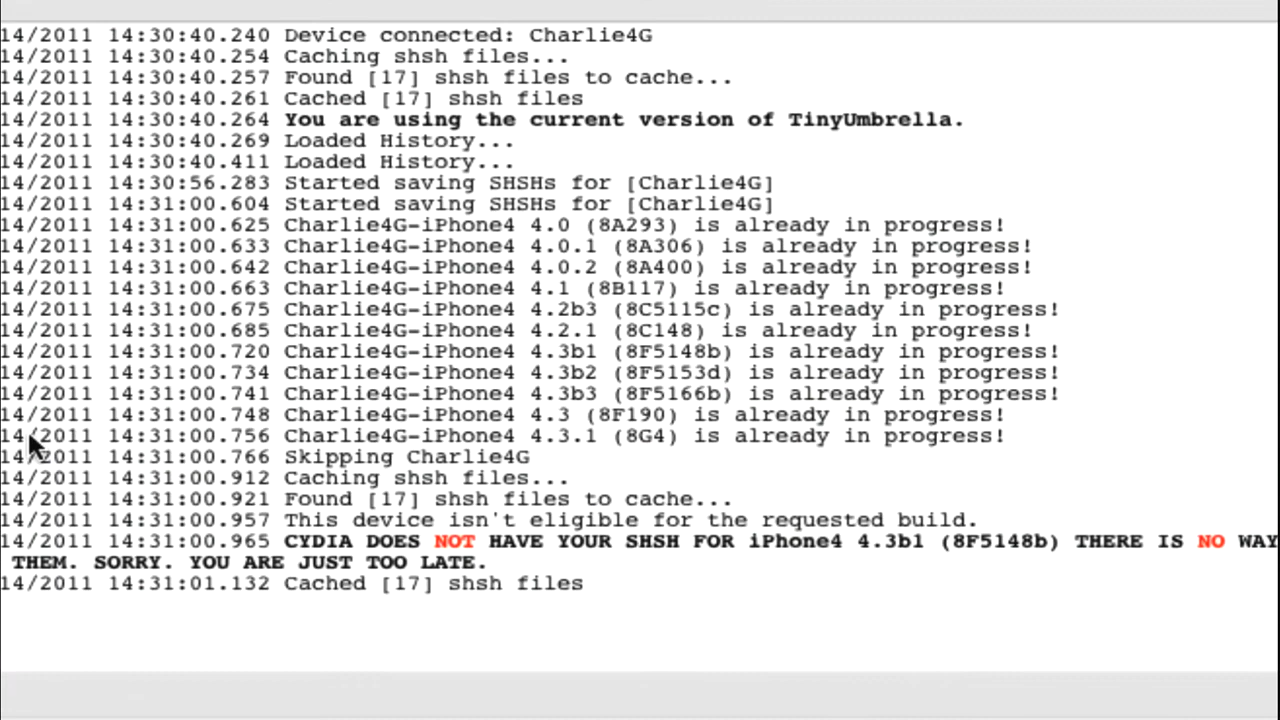 14/2011 14:30:40.240 Device connected: Charlie4G
14/2011 14:30:40.254 Caching shsh files...
14/2011 14:30:40.257 Found [17] shsh files to cache...
14/2011 14:30:40.261 Cached [17] shsh files
14/2011 14:30:40.264 You are using the current version of TinyUmbrella.
14/2011 14:30:40.269 Loaded History...
14/2011 14:30:40.411 Loaded History...
14/2011 14:30:56.283 Started saving SHSHs for [Charlie4G]
14/2011 14:31:00.604 Started saving SHSHs for [Charlie4G]
14/2011 14:31:00.625 Charlie4G-iPhone4 4.0 (8A293) is already in progress!
14/2011 14:31:00.633 Charlie4G-iPhone4 4.0.1 (8A306) is already in progress!
14/2011 14:31:00.642 Charlie4G-iPhone4 4.0.2 (8A400) is already in progress!
14/2011 14:31:00.663 Charlie4G-iPhone4 4.1 (8B117) is already in progress!
14/2011 14:31:00.675 Charlie4G-iPhone4 4.2b3 (8C5115c) is already in progress!
14/2011 14:31:00.685 Charlie4G-iPhone4 4.2.1 (8C148) is already in progress!
14/2011 14:31:00.720 Charlie4G-iPhone4 4.3b1 (8F5148b) is already in progress!
14/2011 14:31:00.734 Charlie4G-iPhone4 4.3b2 (8F5153d) is already in progress!
14/2011 14:31:00.741 Charlie4G-iPhone4 4.3b3 (8F5166b) is already in progress!
14/2011 14:31:00.748 Charlie4G-iPhone4 4.3 (8F190) is already in progress!
14/2011 14:31:00.756 Charlie4G-iPhone4 4.3.1 (8G4) is already in progress!
14/2011 14:31:00.766 Skipping Charlie4G
14/2011 14:31:00.912 Caching shsh files...
14/2011 14:31:00.921 Found [17] shsh files to cache...
14/2011 14:31:00.957 This device isn't eligible for the requested build.
14/2011 14:31:00.965 CYDIA DOES NOT HAVE YOUR SHSH FOR iPhone4 4.3b1 (8F5148b) THERE IS NO WAY
THEM. SORRY. YOU ARE JUST TOO LATE.
14/2011 14:31:01.132 Cached [17] shsh files